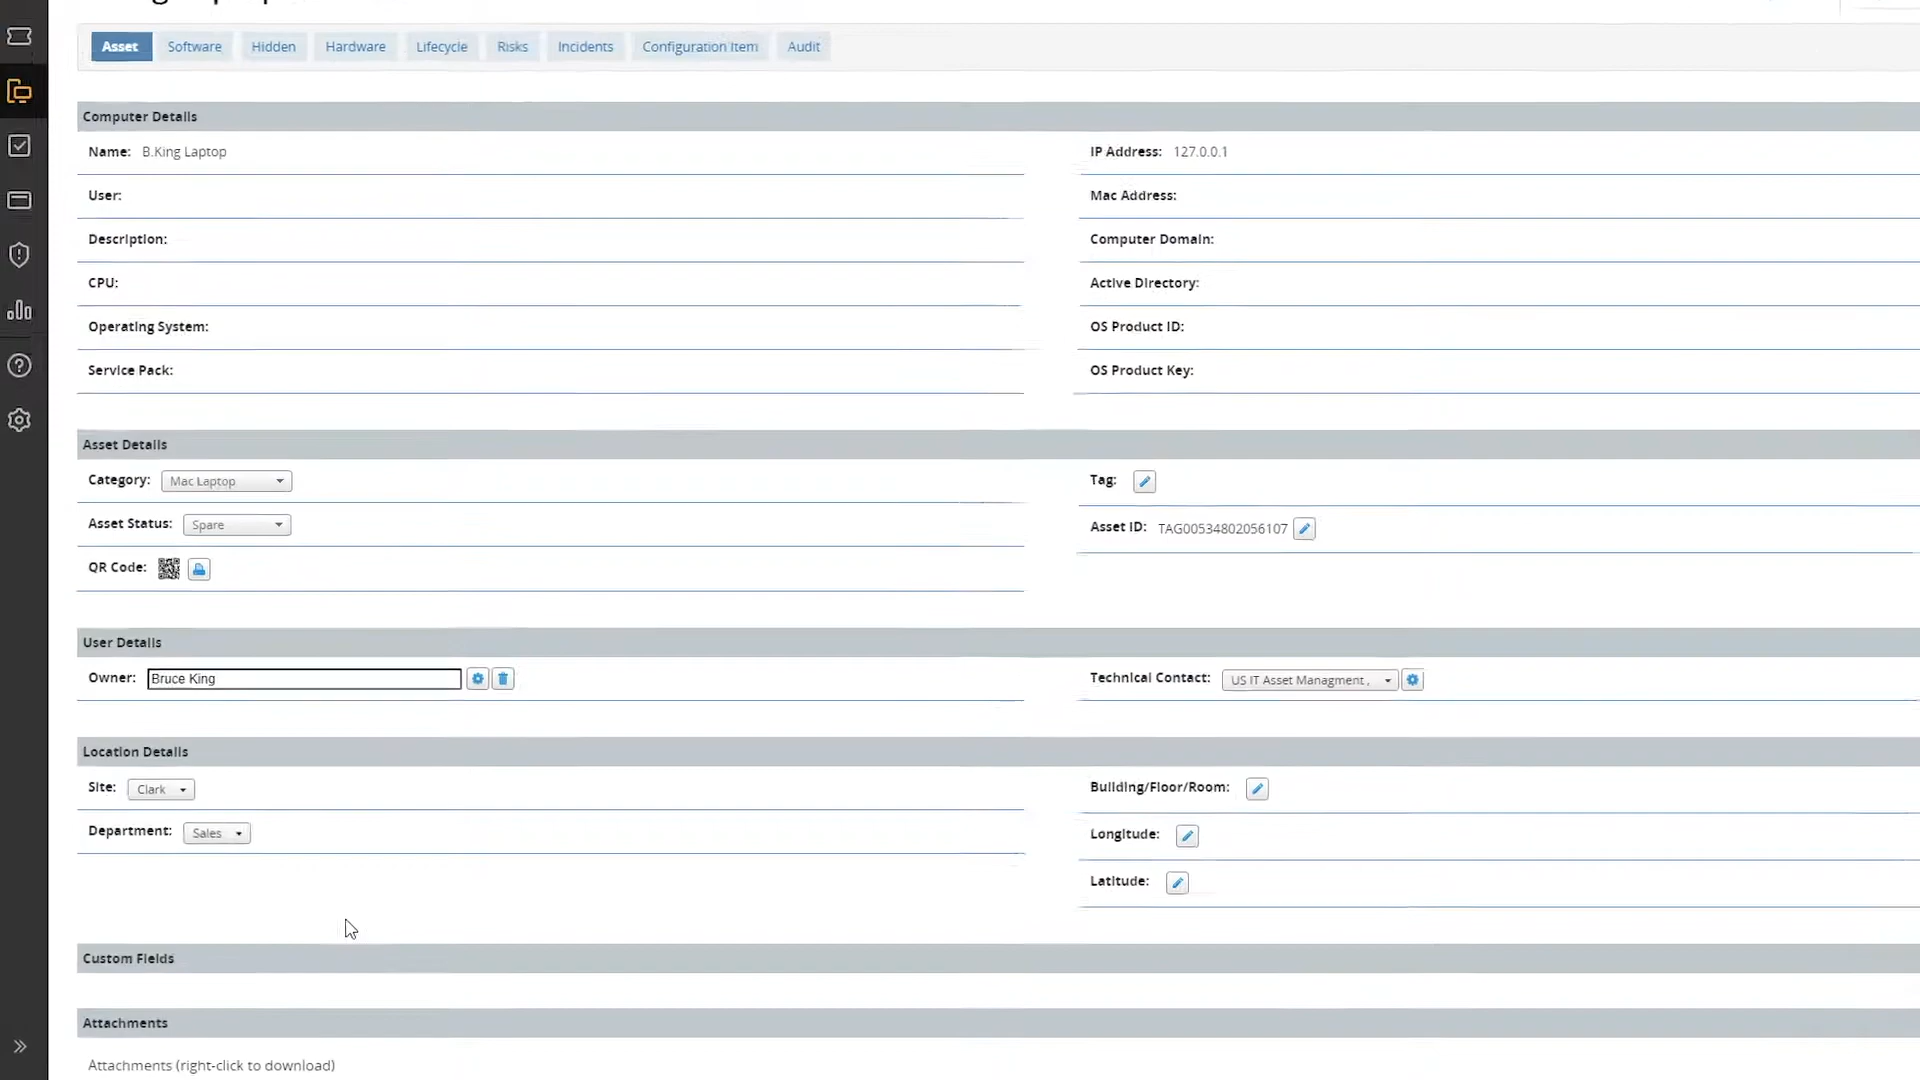 Asset Software Hidden Hardware Lifecycle Risks Incidents Configuration Item Audit
Computer Details
Name: B.King Laptop
IP Address: 127.0.0.1
User:
Mac Address:
Description:
Computer Domain:
CPU:
Active Directory:
Operating System:
OS Product ID:
Service Pack:
OS Product Key:
Asset Details
Category: Mac Laptop
Tag:
Asset Status: Spare
Asset ID: TAG00534802056107
QR Code:
User Details
Owner: Bruce King
Technical Contact: US IT Asset Managment ,
Location Details
Site: Clark
Building/Floor/Room:
Department: Sales
Longitude:
Latitude:
Custom Fields
Attachments
Attachments (right-click to download)